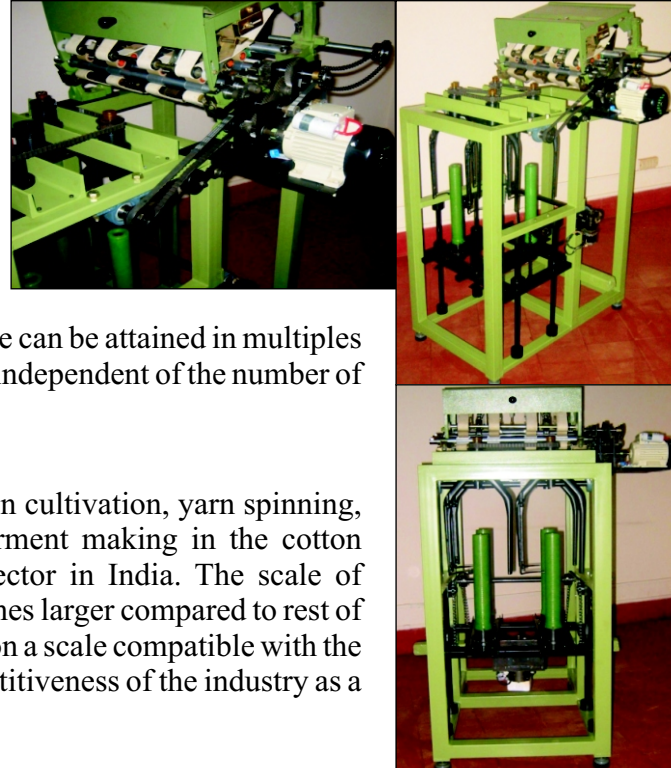 e can be attained in multiples
independent of the number of
n cultivation, yarn spinning,
rment making in the cotton
ector in India. The scale of
nes larger compared to rest of
on a scale compatible with the
titiveness of the industry as a